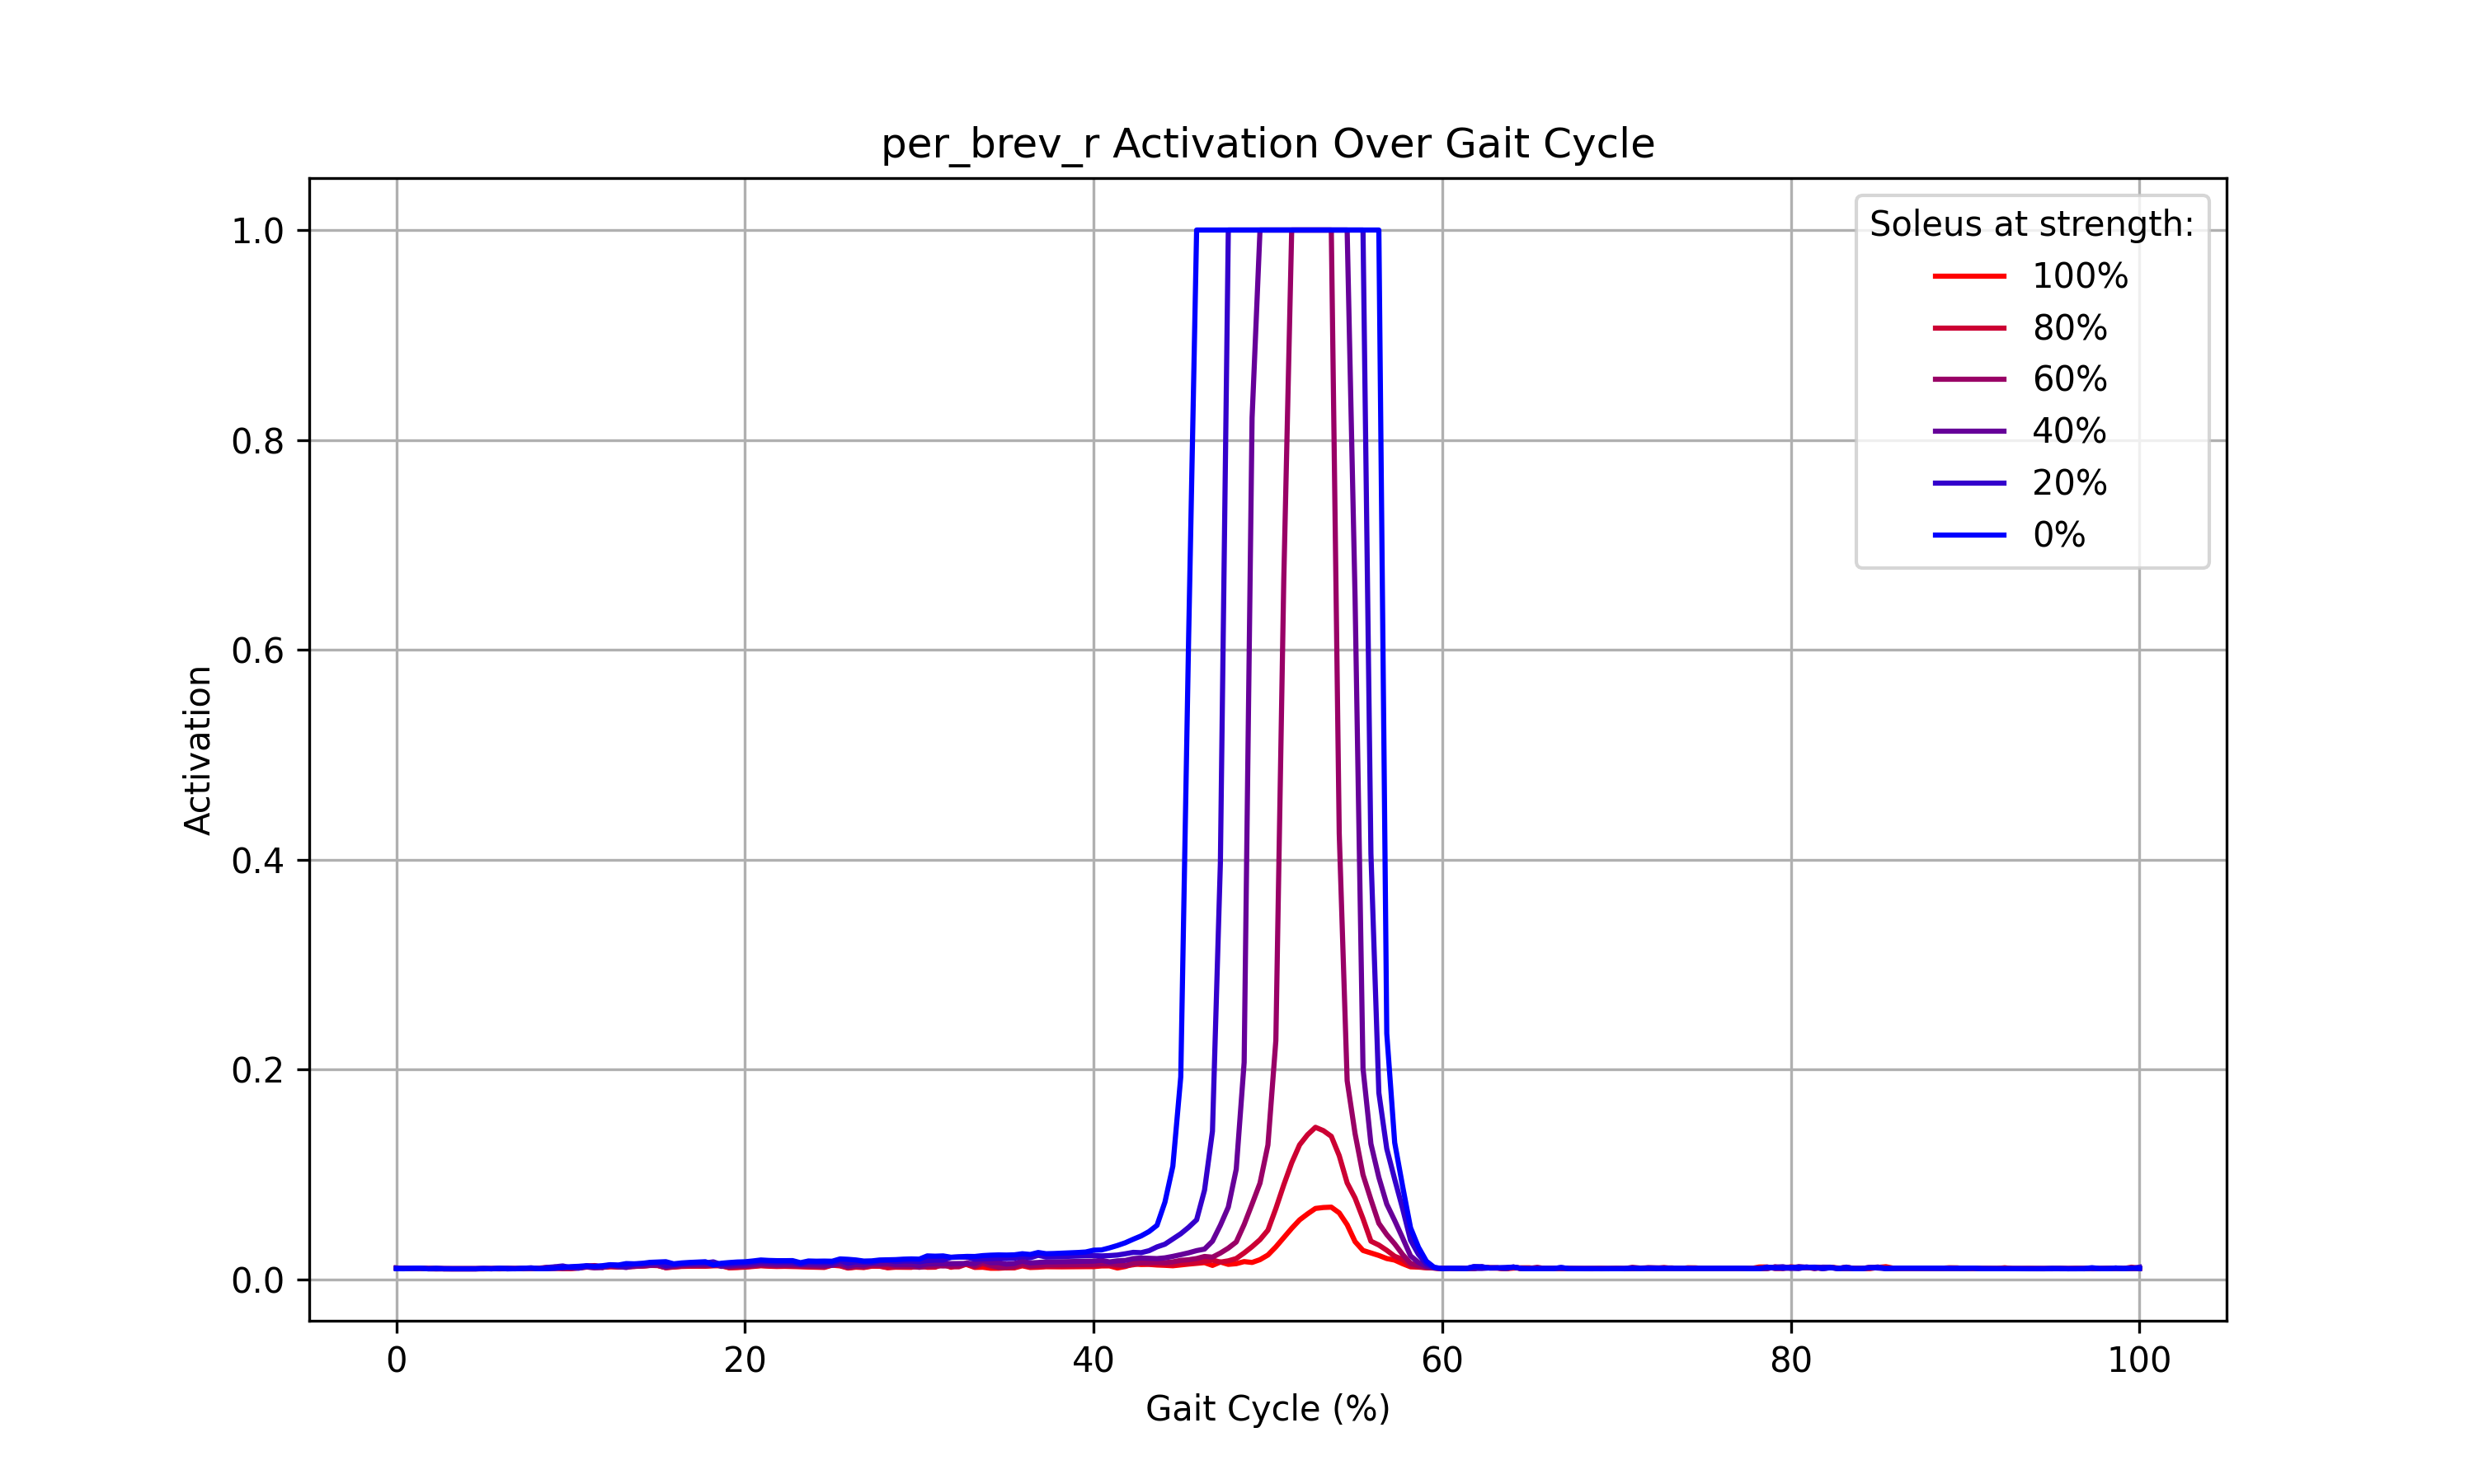 per_brev_r Activation Over Gait Cycle
Soleus at strength:
100%
80%
60%
40%
20%
0%
1.0
0.8
0.6
0.4
0.2
0.0
Activation
0 20 40 60 80 100
Gait Cycle (%)